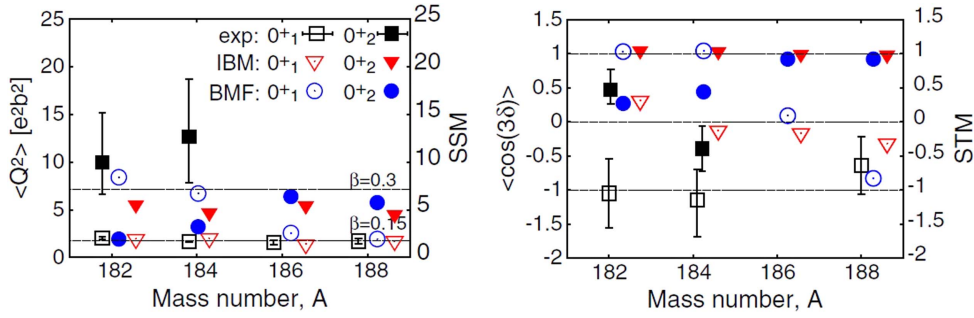 exp: 0+1 0+2
IBM: 0+1 0+2
BMF: 0+1 0+2
<Q²> [e²b²]
25
20
15
10
5
0
β=0.3
β=0.15
25
20
15
10
5
0
SSM
182 184 186 188
Mass number, A
<cos(3δ)>
1.5
1
0.5
0
-0.5
-1
-1.5
-2
1.5
1
0.5
0
-0.5
-1
-1.5
-2
STM
182 184 186 188
Mass number, A